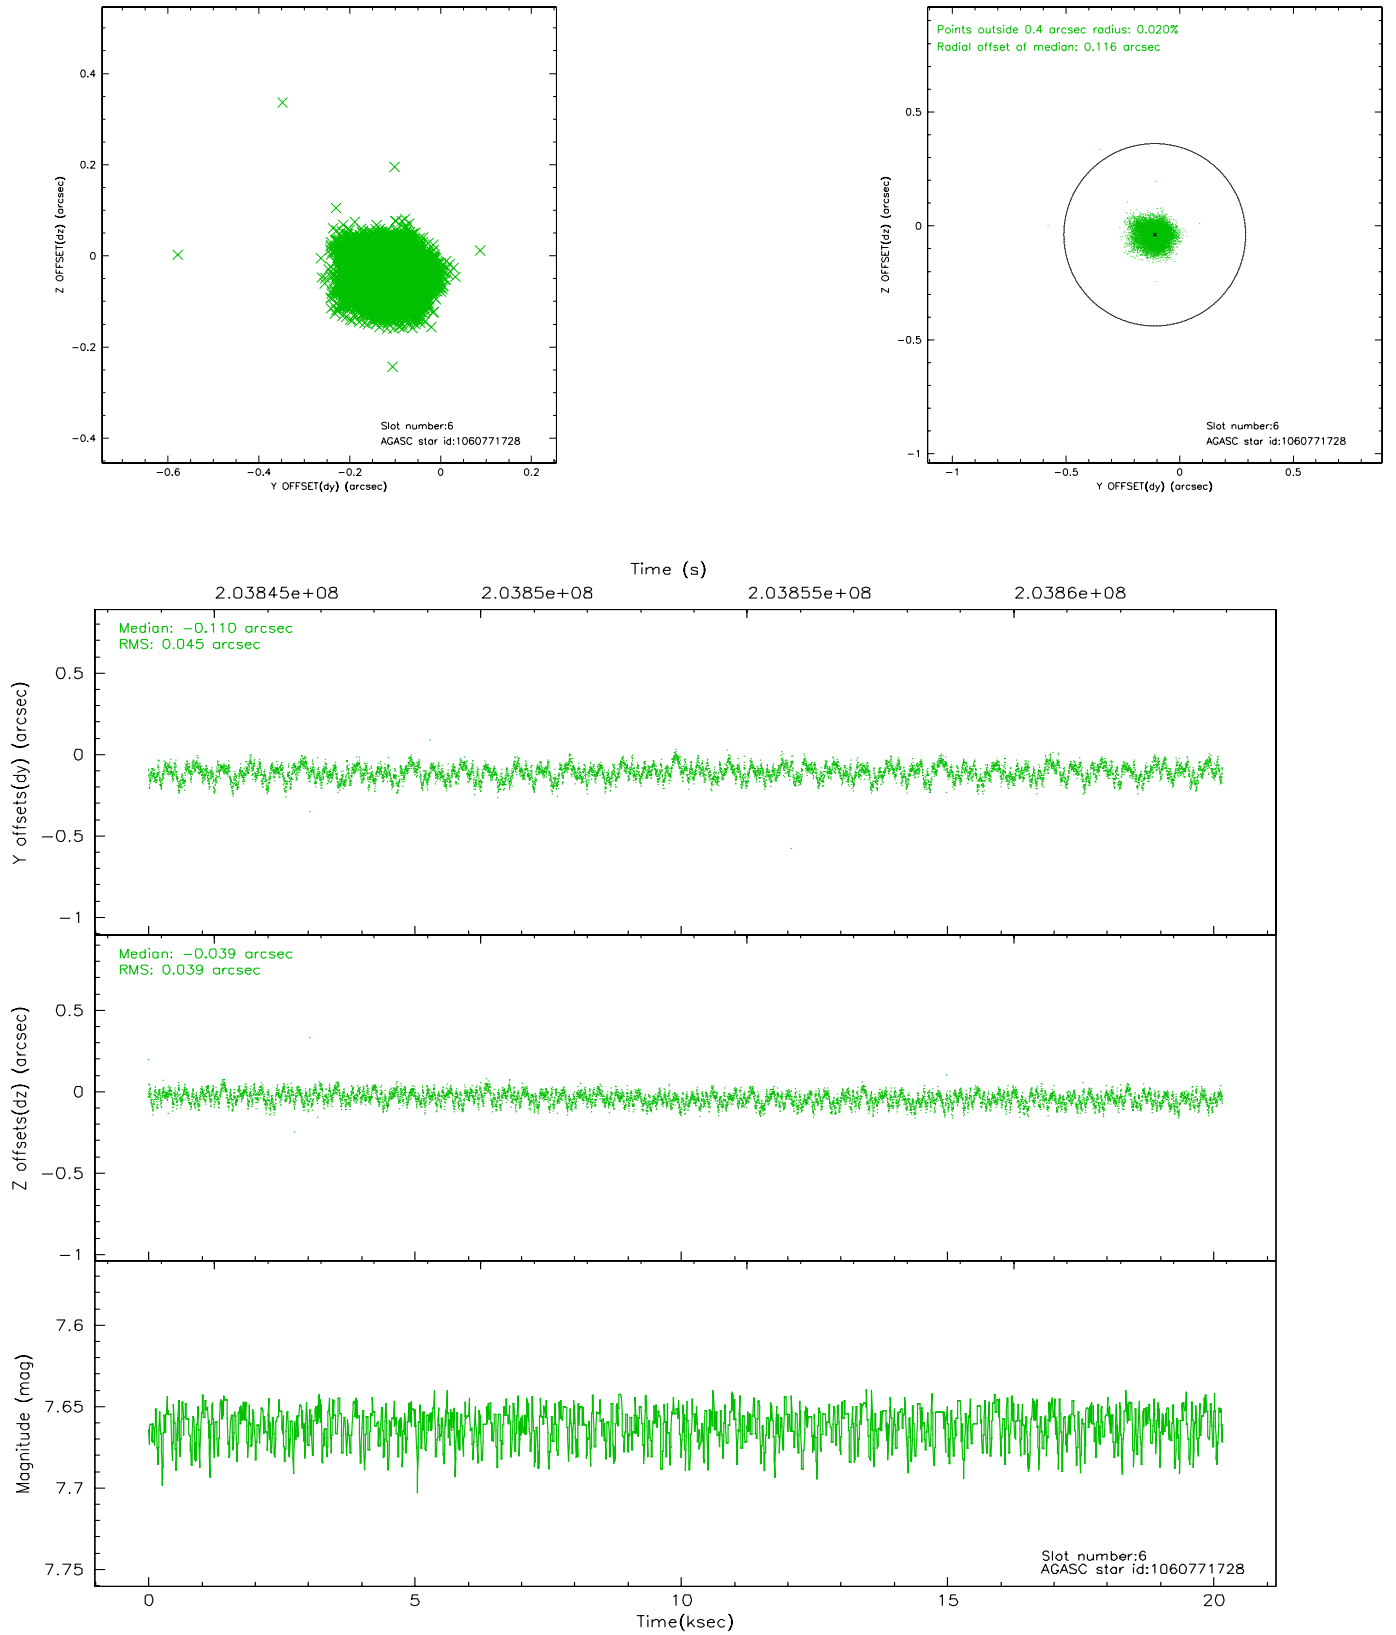 0.4
0.2
0
−0.2
−0.4
Z OFFSET(dz) (arcsec)
Slot number:6
AGASC star id:1060771728
−0.6 −0.4 −0.2 0 0.2
Y OFFSET(dy) (arcsec)
Points outside 0.4 arcsec radius: 0.020%
Radial offset of median: 0.116 arcsec
0.5
0
−0.5
−1
Z OFFSET(dz) (arcsec)
Slot number:6
AGASC star id:1060771728
−1 −0.5 0 0.5
Y OFFSET(dy) (arcsec)
Time (s)
2.03845e+08 2.0385e+08 2.03855e+08 2.0386e+08
Median: −0.110 arcsec
RMS: 0.045 arcsec
0.5
0
−0.5
−1
Y offsets(dy) (arcsec)
Median: −0.039 arcsec
RMS: 0.039 arcsec
0.5
0
−0.5
−1
Z offsets(dz) (arcsec)
7.6
7.65
7.7
7.75
Magnitude (mag)
Slot number:6
AGASC star id:1060771728
0 5 10 15 20
Time(ksec)